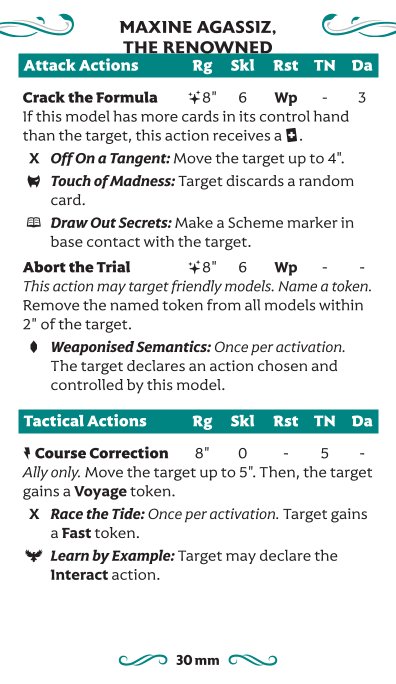 MAXINE AGASSIZ,
THE RENOWNED
Attack Actions Rg Skl Rst TN Da
Crack the Formula 8" 6 Wp - 3
If this model has more cards in its control hand
than the target, this action receives a .
X Off On a Tangent: Move the target up to 4".
Touch of Madness: Target discards a random
card.
Draw Out Secrets: Make a Scheme marker in
base contact with the target.
Abort the Trial 8" 6 Wp - -
This action may target friendly models. Name a token.
Remove the named token from all models within
2" of the target.
Weaponised Semantics: Once per activation.
The target declares an action chosen and
controlled by this model.
Tactical Actions Rg Skl Rst TN Da
Course Correction 8" 0 - 5 -
Ally only. Move the target up to 5". Then, the target
gains a Voyage token.
X Race the Tide: Once per activation. Target gains
a Fast token.
Learn by Example: Target may declare the
Interact action.
30 mm